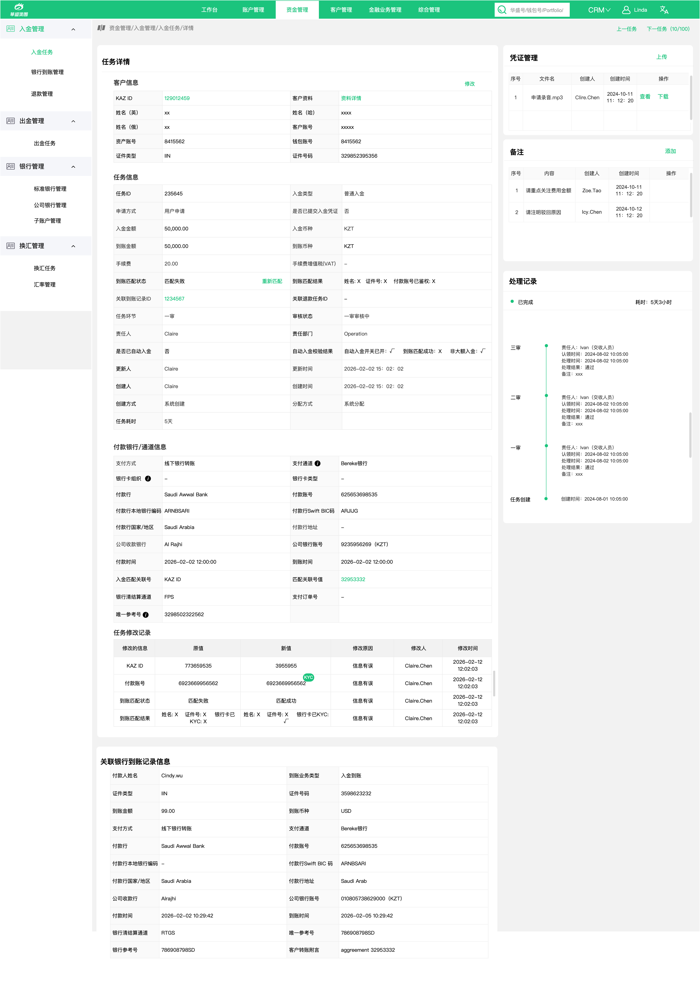 華盛集團
工作台 账户管理 资金管理 客户管理 金融业务管理 综合管理 华盛号/钱包号/Portfolio/ CRM Linda 文A
入金管理
入金任务
银行到账管理
退款管理
出金管理
出金任务
银行管理
标准银行管理
公司银行管理
子账户管理
换汇管理
换汇任务
汇率管理
资金管理/入金管理/入金任务/详情
上一任务 下一任务（10/100）
任务详情
客户信息 修改
KAZ ID 129012459 客户资料 资料详情
姓名（英） xx 姓名（哈） xxxx
姓名（俄） xx 客户账号 xxxxx
资产账号 8415562 钱包账号 8415562
证件类型 IIN 证件号码 329852395356
任务信息
任务ID 235645 入金类型 普通入金
申请方式 用户申请 是否已提交入金凭证 否
入金金额 50,000.00 入金币种 KZT
到账金额 50,000.00 到账币种 KZT
手续费 20.00 手续费增值税(VAT) –
到账匹配状态 匹配失败 重新匹配 到账匹配结果 姓名: X 证件号: X 付款账号已鉴权: X
关联到账记录ID 1234567 关联退款任务ID –
任务环节 一审 审核状态 一审审核中
责任人 Claire 责任部门 Operation
是否已自动入金 否 自动入金校验结果 自动入金开关已开：√ 到账匹配成功：X 非大额入金：√
更新人 Claire 更新时间 2026–02–02 15：02：02
创建人 Claire 创建时间 2026–02–02 15：02：02
创建方式 系统创建 分配方式 系统分配
任务耗时 5天
付款银行/通道信息
支付方式 线下银行转账 支付通道 i Bereke银行
银行卡组织 i – 银行卡类型 –
付款行 Saudi Awwal Bank 付款账号 625653698535
付款行本地银行编码 ARNBSARI 付款行Swift BIC码 ARJIJG
付款行国家/地区 Saudi Arabia 付款行地址 –
公司收款银行 Al Rajhi 公司银行账号 9235956269（KZT）
付款时间 2026–02–02 12:00:00 到账时间 2026–02–02 12:00:00
入金匹配关联号 KAZ ID 匹配关联号值 32953332
银行清结算通道 FPS 支付订单号 –
唯一参考号 i 3298502322562
任务修改记录
修改的信息 原值 新值 修改原因 修改人 修改时间
KAZ ID 773659535 3955955 信息有误 Claire.Chen 2026–02–12 12:02:03
付款账号 6923669956562 6923669956562 KYC 信息有误 Claire.Chen 2026–02–12 12:02:03
到账匹配状态 匹配失败 匹配成功 信息有误 Claire.Chen 2026–02–12 12:02:03
到账匹配结果 姓名: X 证件号: X 银行卡已KYC: X 姓名: X 证件号: X 银行卡已KYC: √ 信息有误 Claire.Chen 2026–02–12 12:02:03
关联银行到账记录信息
付款人姓名 Cindy.wu 到账业务类型 入金到账
证件类型 IIN 证件号码 3598623232
到账金额 99.00 到账币种 USD
支付方式 线下银行转账 支付通道 Bereke银行
付款行 Saudi Awwal Bank 付款账号 625653698535
付款行本地银行编码 – 付款行Swift BIC 码 ARNBSARI
付款行国家/地区 Saudi Arabia 付款行地址 Saudi Arab
公司收款行 Alrajhi 公司银行账号 010805738629000（KZT）
付款时间 2026–02–02 10:29:42 到账时间 2026–02–05 10:29:42
银行清结算通道 RTGS 唯一参考号 786908798SD
银行参考号 786908798SD 客户转账附言 aggreement 32953332
凭证管理 上传
序号 文件名 创建人 创建时间 操作
1 申请录音.mp3 Clire.Chen 2024-10-11 11：12：20 查看 下载
备注 添加
序号 内容 创建人 创建时间 操作
1 请重点关注费用金额 Zoe.Tao 2024-10-11 11：12：20
2 请注明驳回原因 Icy.Chen 2024-10-12 11：12：20
处理记录
已完成 耗时：5天3小时
三审 责任人：Ivan（交收人员）
认领时间：2024-08-02 10:05:00
处理时间：2024-08-02 10:05:00
处理结果：通过
备注：xxx
二审 责任人：Ivan（交收人员）
认领时间：2024-08-02 10:05:00
处理时间：2024-08-02 10:05:00
处理结果：通过
备注：xxx
一审 责任人：Ivan（交收人员）
认领时间：2024-08-02 10:05:00
处理时间：2024-08-02 10:05:00
处理结果：通过
备注：xxx
任务创建 创建时间：2024-08-01 10:05:00